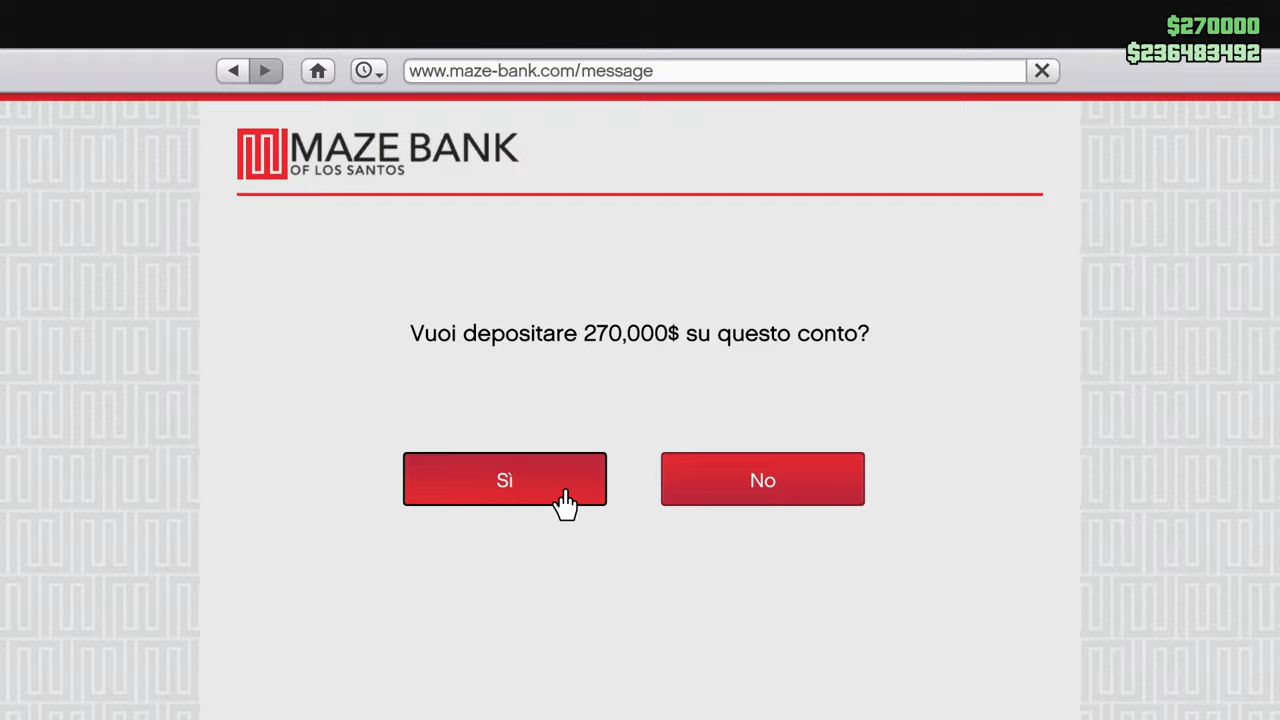 $270000
$236483492
www.maze-bank.com/message
MAZE BANK
OF LOS SANTOS
Vuoi depositare 270,000$ su questo conto?
Sì
No